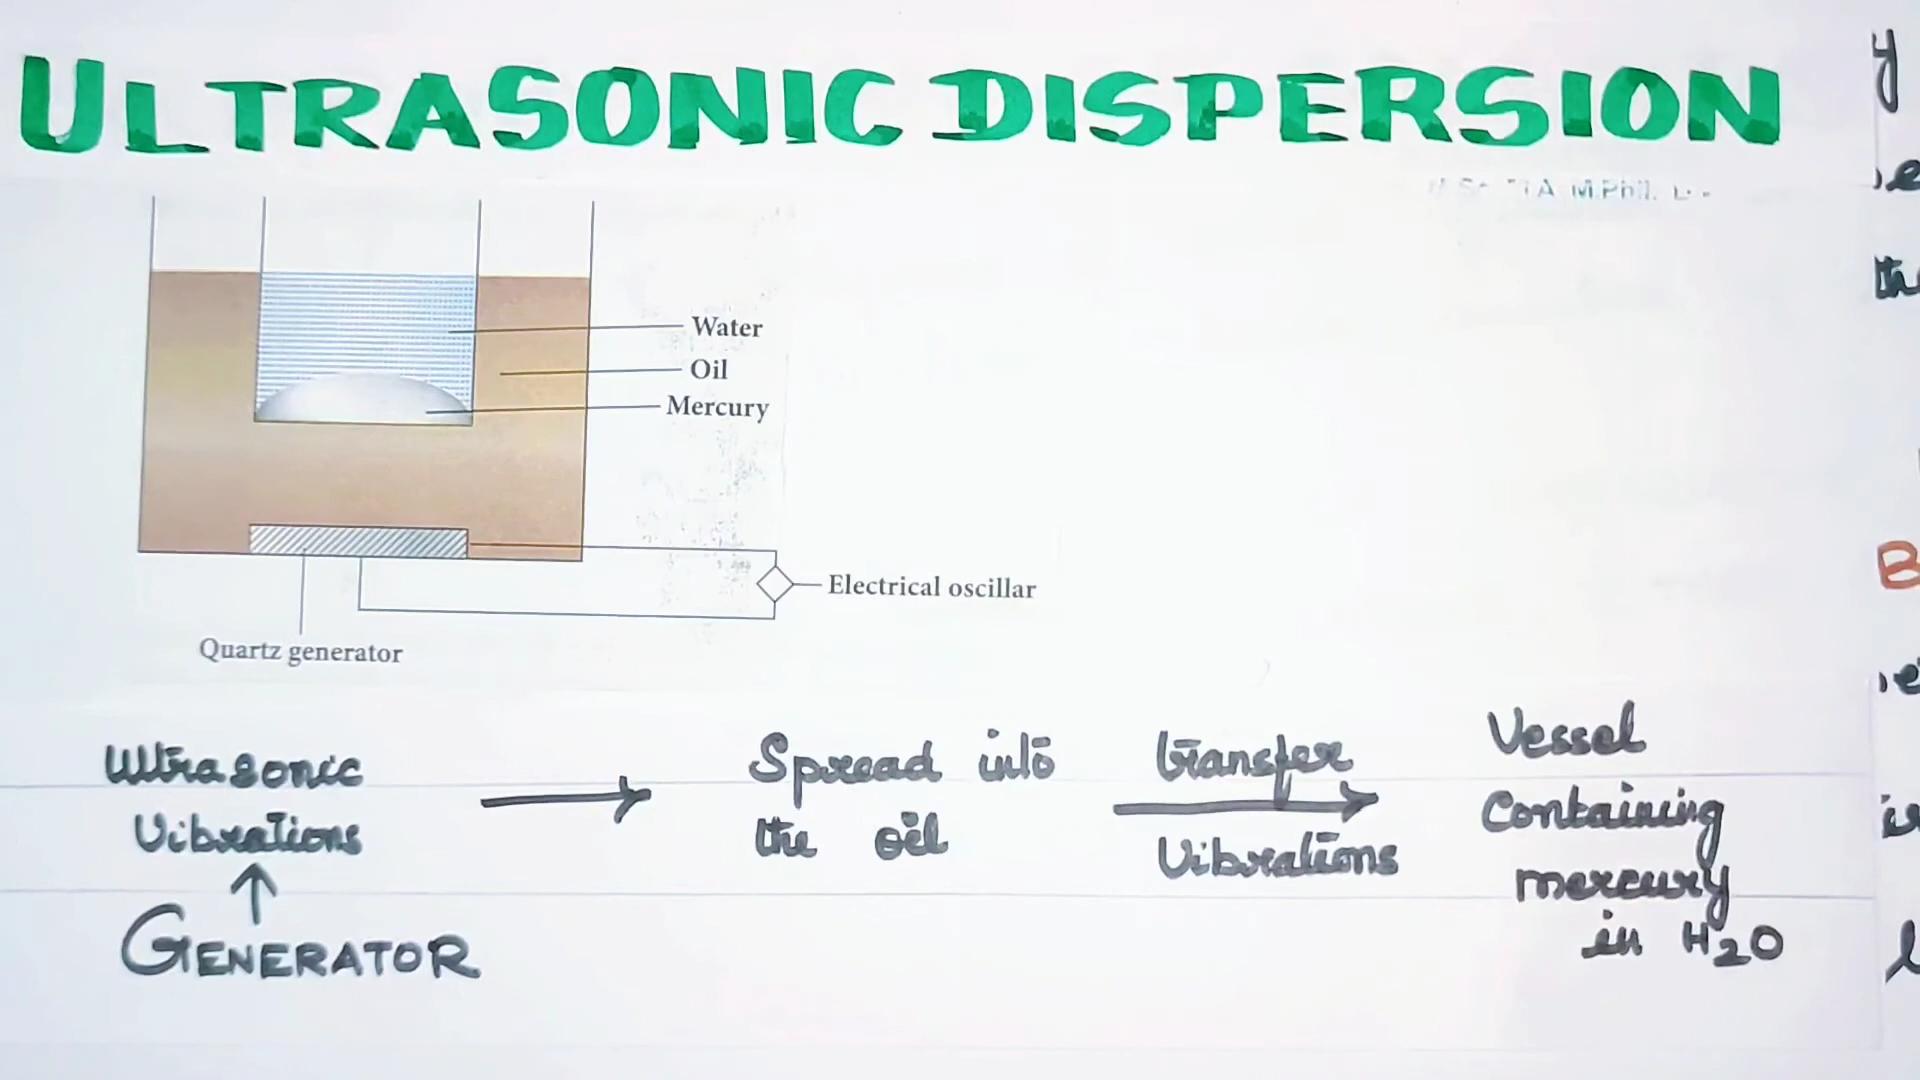 ULTRASONIC DISPERSION
M.Phil.
Water
Oil
Mercury
Electrical oscillar
Quartz generator
Ultrasonic
Vibrations
GENERATOR
Spread into
the oil
transfer
Vibrations
Vessel
Containing
mercury
in H2O